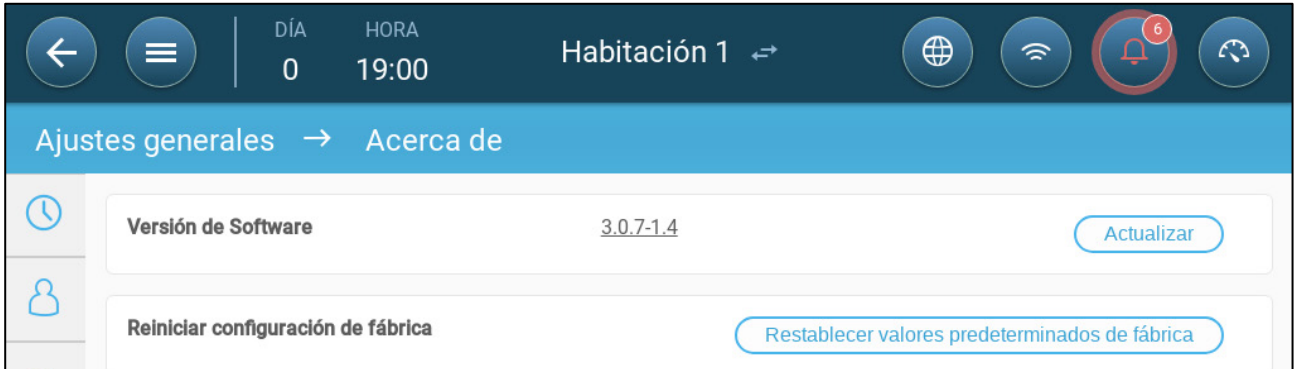 DÍA HORA
0 19:00 Habitación 1 6
Ajustes generales → Acerca de
Versión de Software 3.0.7-1.4 Actualizar
Reiniciar configuración de fábrica Restablecer valores predeterminados de fábrica